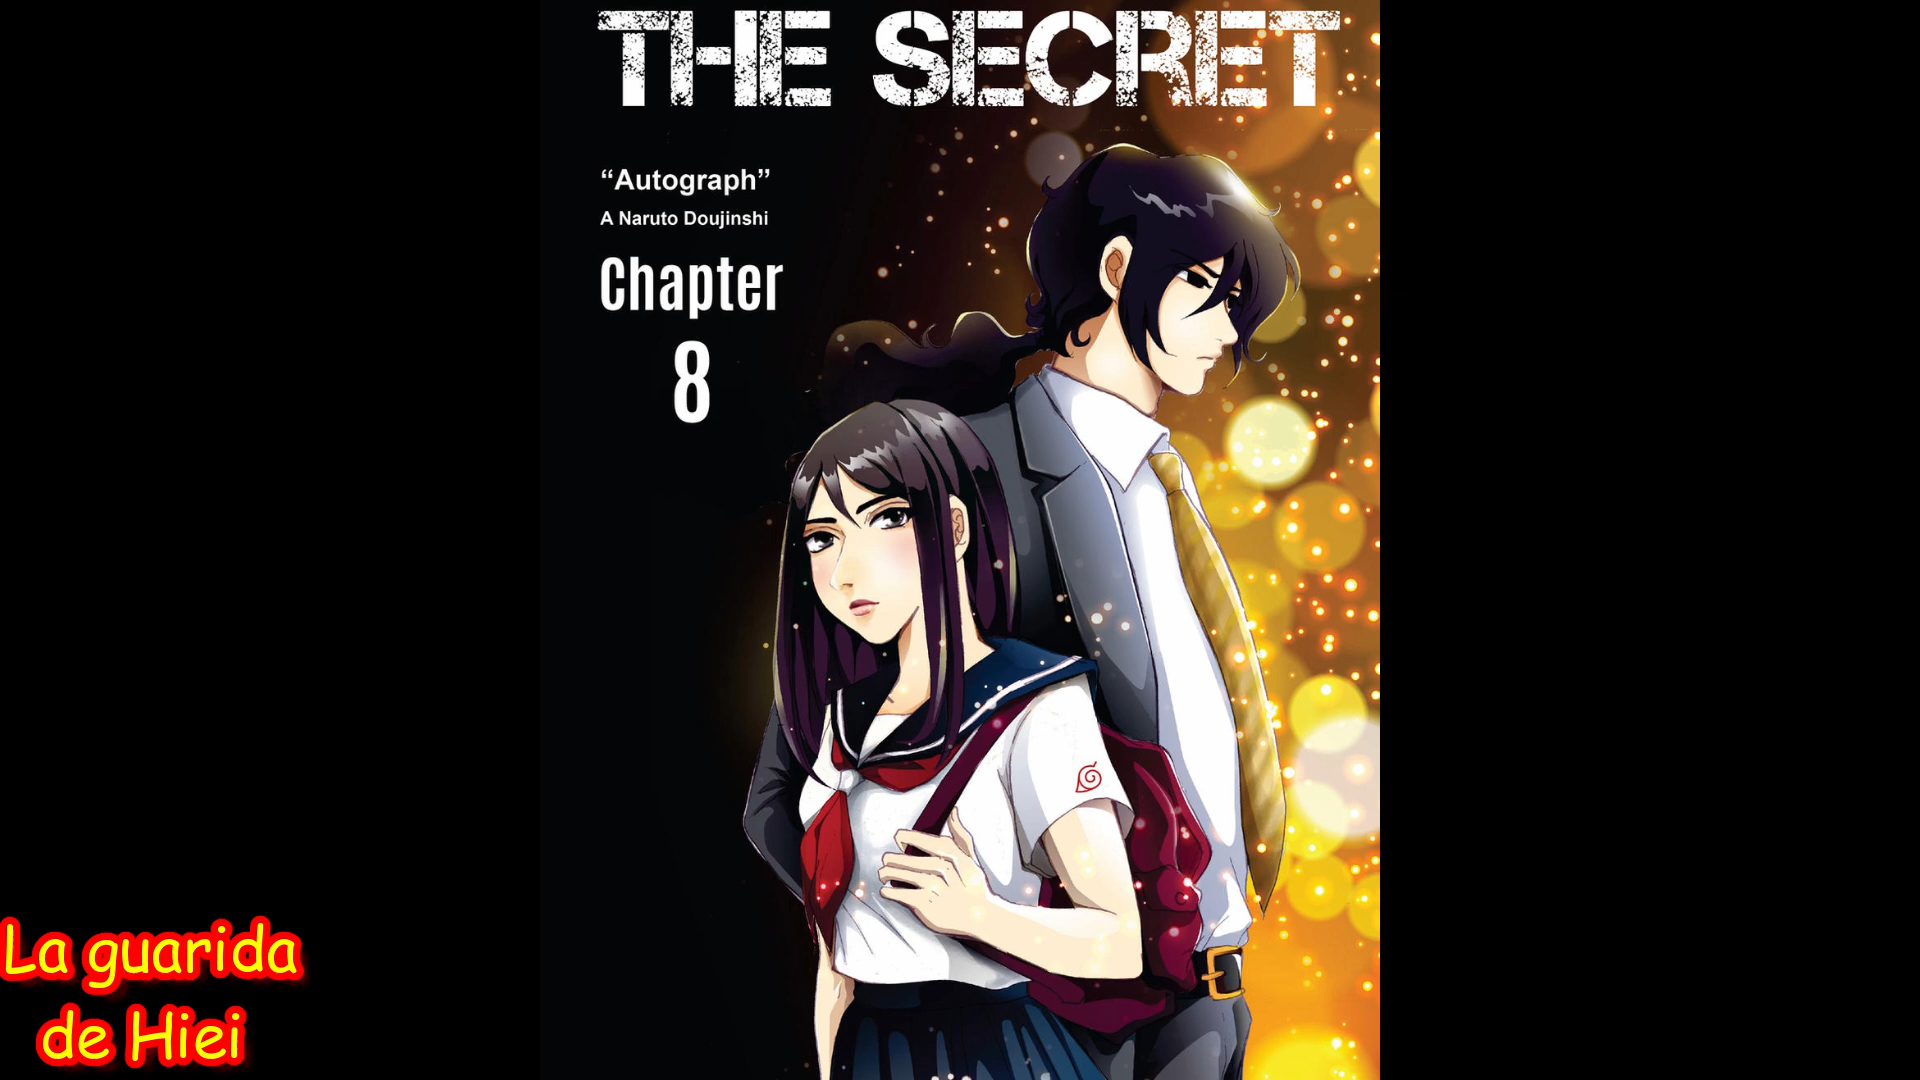 THE SECRET
“Autograph”
A Naruto Doujinshi
Chapter
8
La guarida
de Hiei